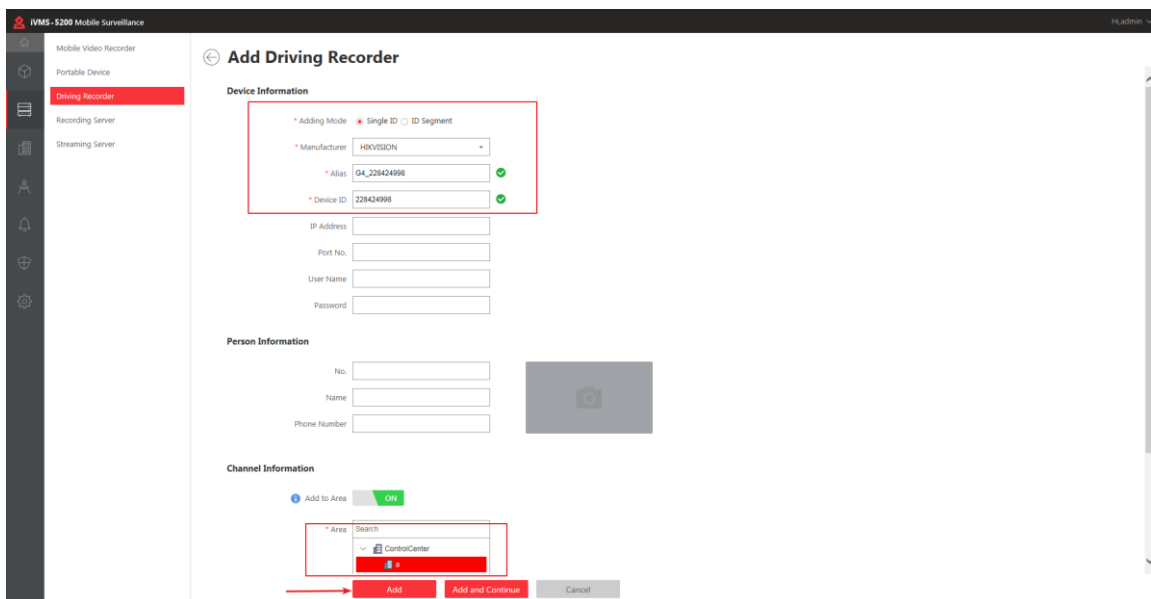 iVMS-5200 Mobile Surveillance
Hi,admin
Mobile Video Recorder
Portable Device
Driving Recorder
Recording Server
Streaming Server
Add Driving Recorder
Device Information
* Adding Mode Single ID ID Segment
* Manufacturer HIKVISION
* Alias G4_228424998
* Device ID 228424998
IP Address
Port No.
User Name
Password
Person Information
No.
Name
Phone Number
Channel Information
Add to Area ON
* Area Search
ControlCenter
a
Add Add and Continue Cancel